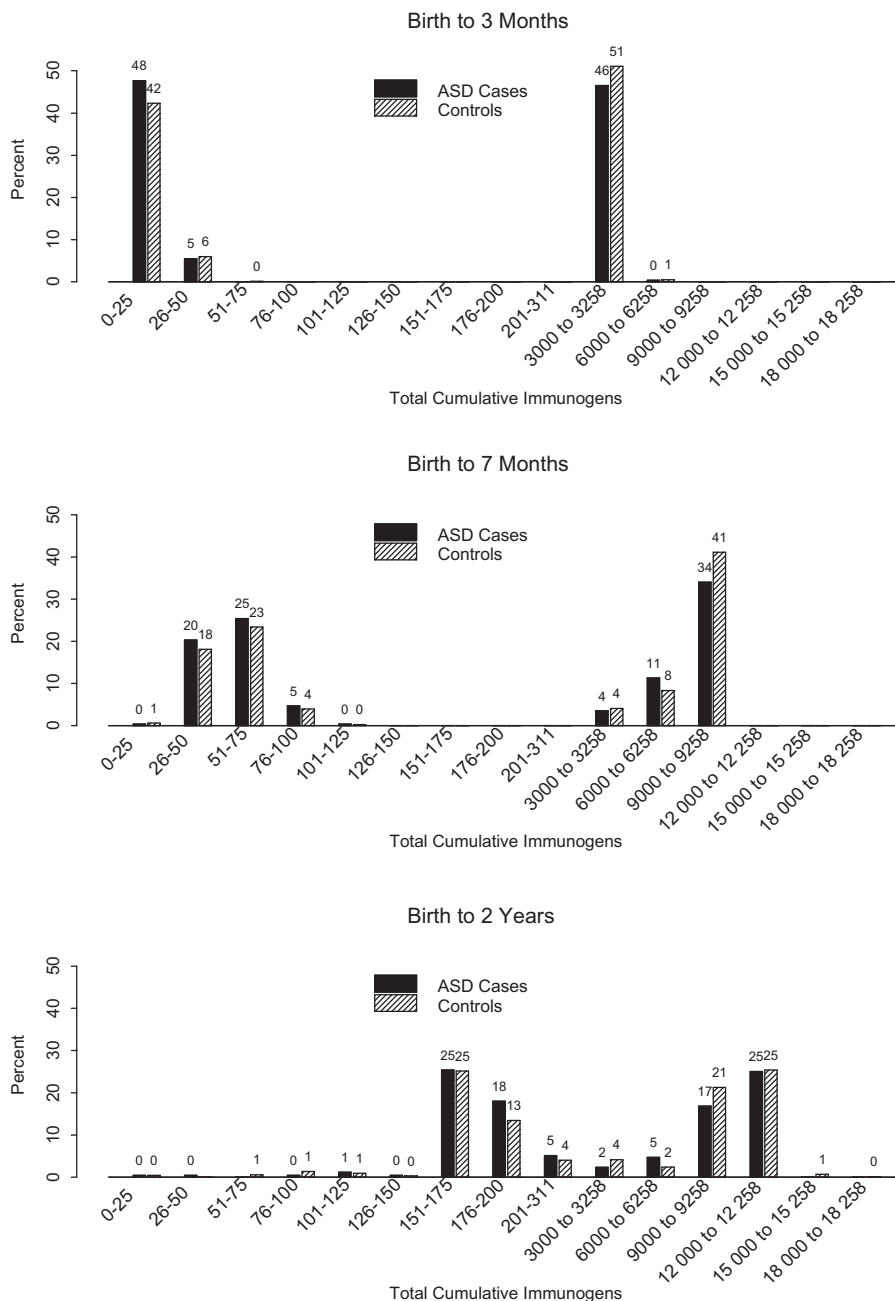 Birth to 3 Months
Percent
0 10 20 30 40 50
ASD Cases
Controls
48 42 5 6 0 46 51 0 1
0-25 26-50 51-75 76-100 101-125 126-150 151-175 176-200 201-311 3000 to 3258 6000 to 6258 9000 to 9258 12 000 to 12 258 15 000 to 15 258 18 000 to 18 258
Total Cumulative Immunogens
Birth to 7 Months
Percent
0 10 20 30 40 50
ASD Cases
Controls
0 1 20 18 25 23 5 4 0 0 4 4 11 8 34 41
0-25 26-50 51-75 76-100 101-125 126-150 151-175 176-200 201-311 3000 to 3258 6000 to 6258 9000 to 9258 12 000 to 12 258 15 000 to 15 258 18 000 to 18 258
Total Cumulative Immunogens
Birth to 2 Years
Percent
0 10 20 30 40 50
ASD Cases
Controls
0 0 0 1 0 1 1 1 0 0 25 25 18 13 5 4 2 4 5 2 17 21 25 25 1 0
0-25 26-50 51-75 76-100 101-125 126-150 151-175 176-200 201-311 3000 to 3258 6000 to 6258 9000 to 9258 12 000 to 12 258 15 000 to 15 258 18 000 to 18 258
Total Cumulative Immunogens